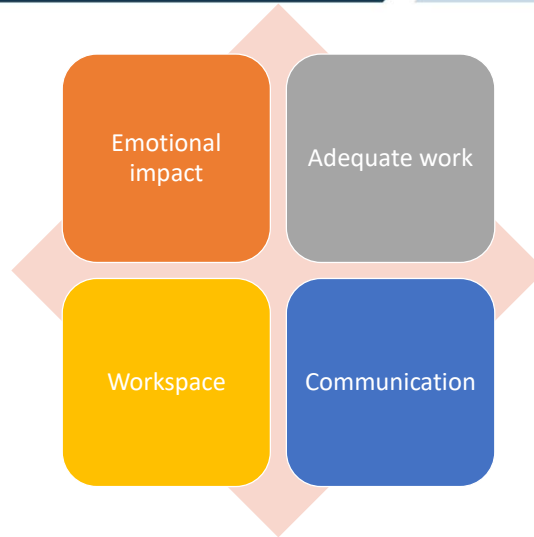 Emotional
impact
Adequate work
Workspace
Communication